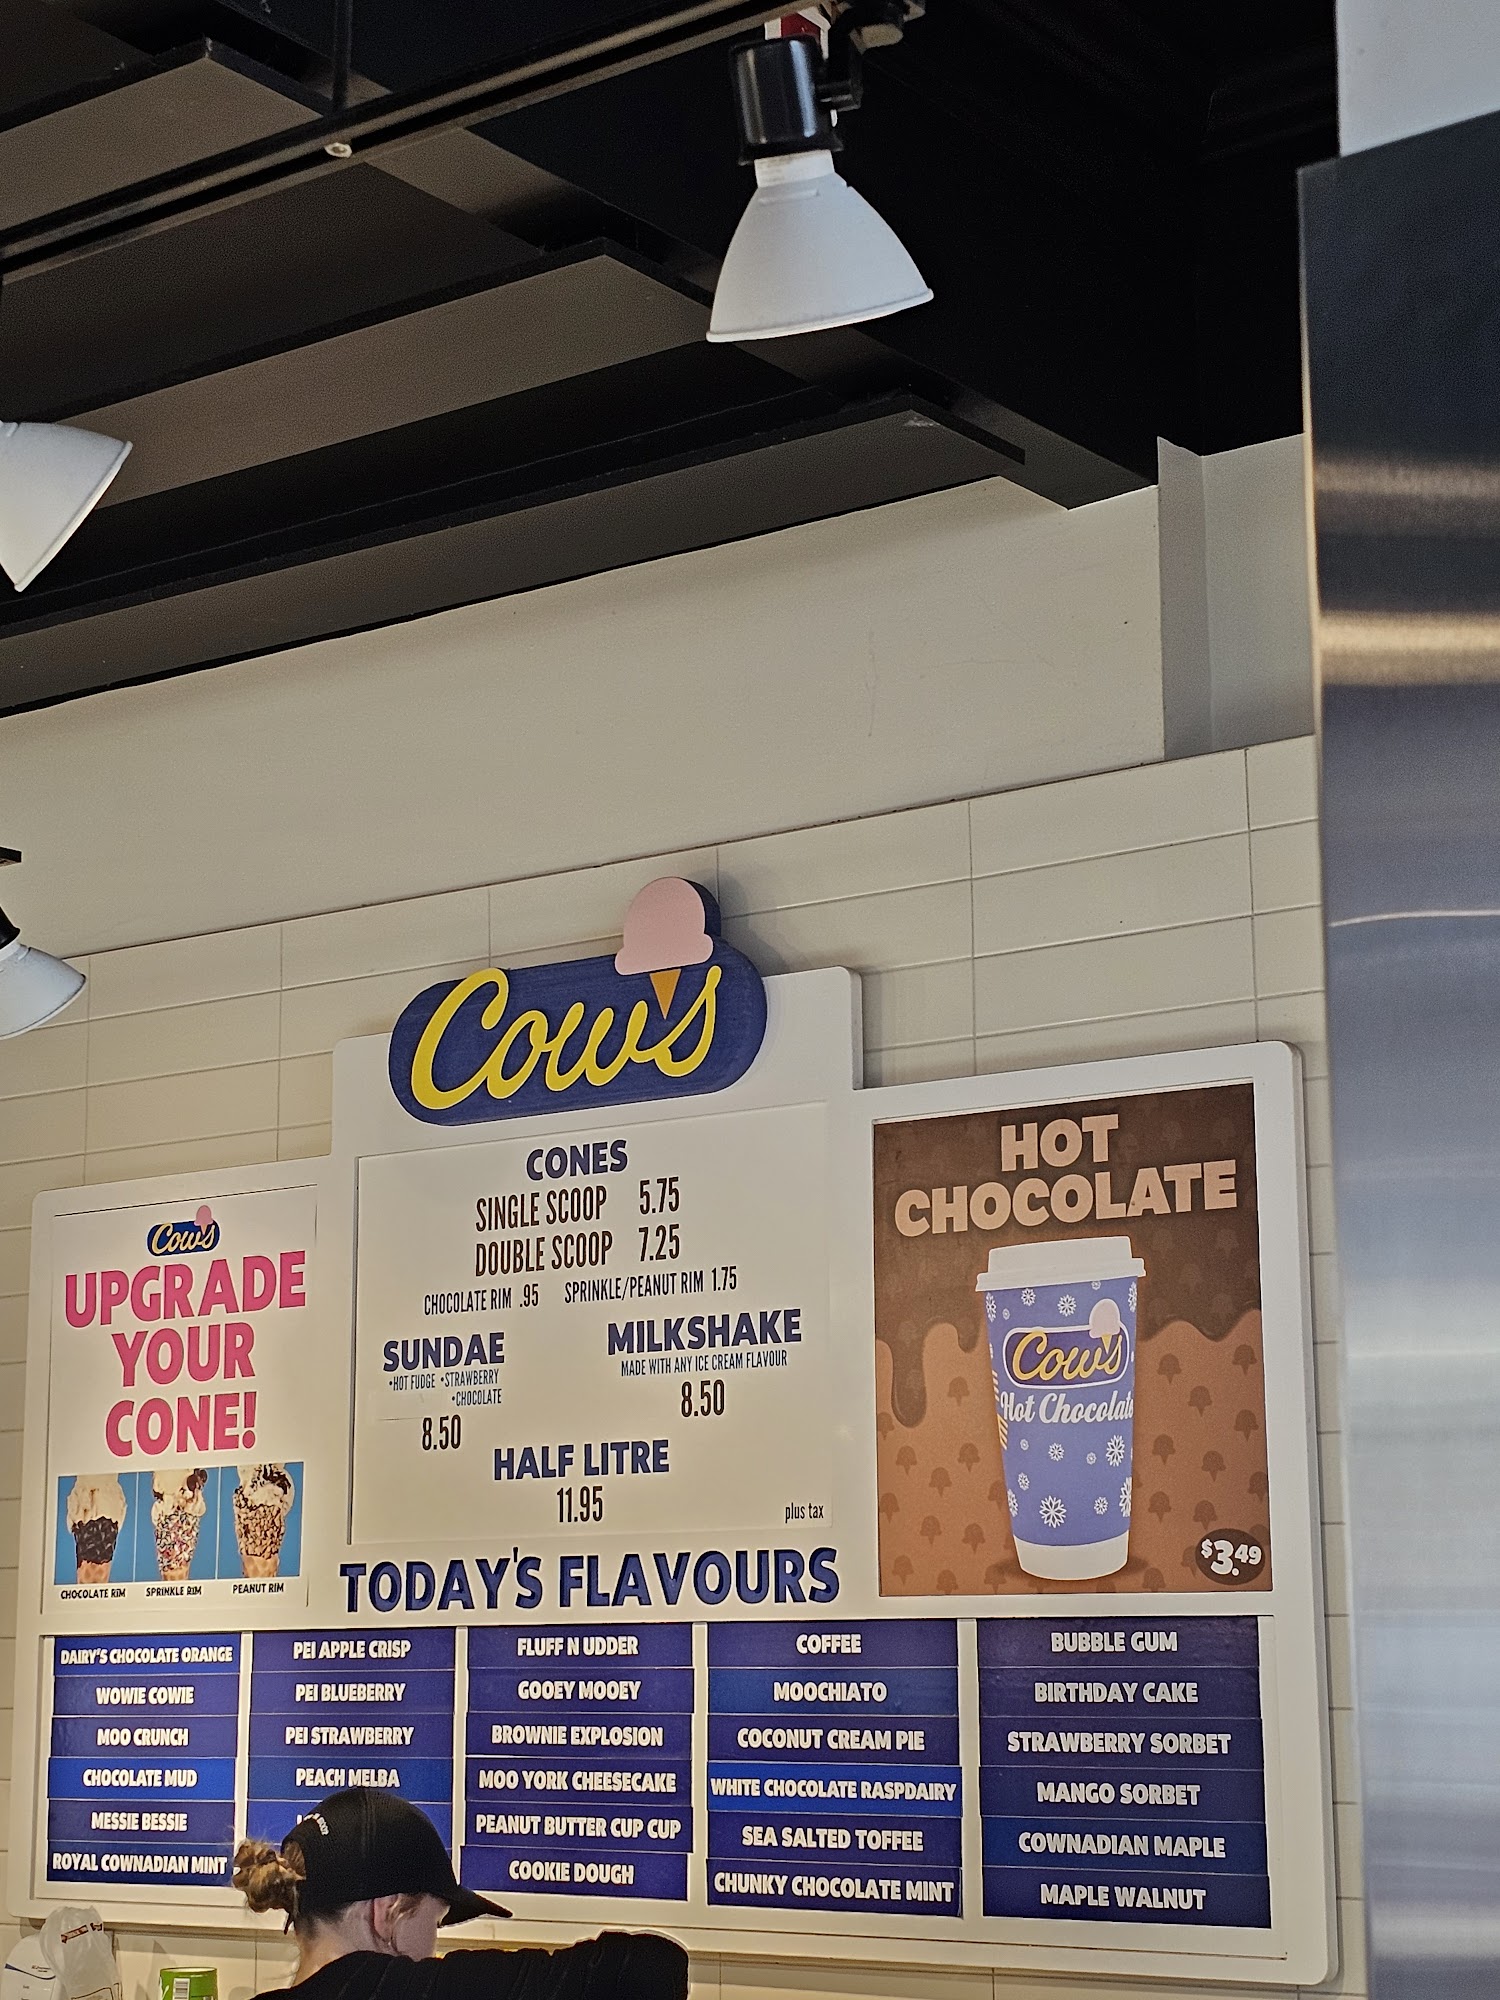 Cow's
CONES
SINGLE SCOOP 5.75
DOUBLE SCOOP 7.25
CHOCOLATE RIM .95 SPRINKLE/PEANUT RIM 1.75
SUNDAE
•HOT FUDGE •STRAWBERRY
•CHOCOLATE
8.50
MILKSHAKE
MADE WITH ANY ICE CREAM FLAVOUR
8.50
HALF LITRE
11.95
plus tax
Cow's
UPGRADE
YOUR
CONE!
CHOCOLATE RIM
SPRINKLE RIM
PEANUT RIM
HOT
CHOCOLATE
Cow's
Hot Chocolate
$3.49
TODAY'S FLAVOURS
DAIRY'S CHOCOLATE ORANGE
WOWIE COWIE
MOO CRUNCH
CHOCOLATE MUD
MESSIE BESSIE
ROYAL COWNADIAN MINT
PEI APPLE CRISP
PEI BLUEBERRY
PEI STRAWBERRY
PEACH MELBA
FLUFF N UDDER
GOOEY MOOEY
BROWNIE EXPLOSION
MOO YORK CHEESECAKE
PEANUT BUTTER CUP CUP
COOKIE DOUGH
COFFEE
MOOCHIATO
COCONUT CREAM PIE
WHITE CHOCOLATE RASPDAIRY
SEA SALTED TOFFEE
CHUNKY CHOCOLATE MINT
BUBBLE GUM
BIRTHDAY CAKE
STRAWBERRY SORBET
MANGO SORBET
COWNADIAN MAPLE
MAPLE WALNUT